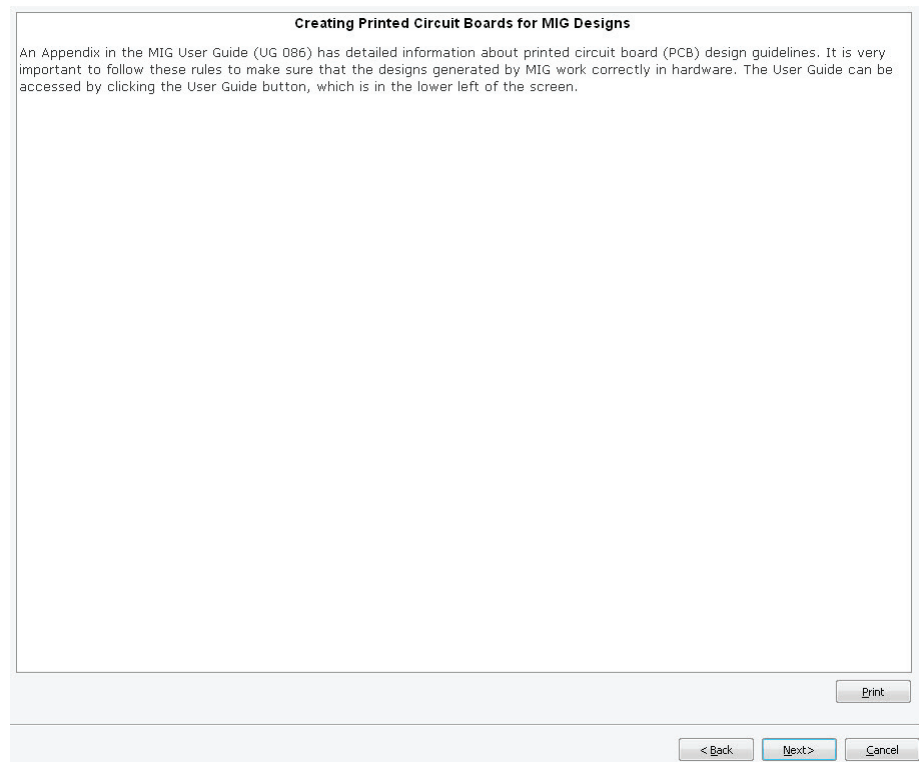 Creating Printed Circuit Boards for MIG Designs
An Appendix in the MIG User Guide (UG 086) has detailed information about printed circuit board (PCB) design guidelines. It is very
important to follow these rules to make sure that the designs generated by MIG work correctly in hardware. The User Guide can be
accessed by clicking the User Guide button, which is in the lower left of the screen.
Print
< Back Next> Cancel